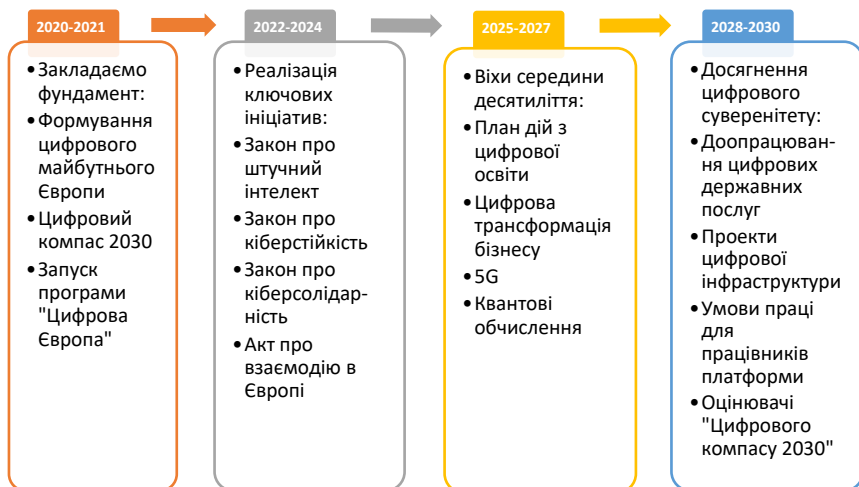 2020-2021
• Закладаємо
фундамент:
• Формування
цифрового
майбутнього
Європи
• Цифровий
компас 2030
• Запуск
програми
"Цифрова
Європа"
2022-2024
• Реалізація
ключових
ініціатив:
• Закон про
штучний
інтелект
• Закон про
кіберстійкість
• Закон про
кіберсолідар-
ність
• Акт про
взаємодію в
Європі
2025-2027
• Віхи середини
десятиліття:
• План дій з
цифрової
освіти
• Цифрова
трансформація
бізнесу
• 5G
• Квантові
обчислення
2028-2030
• Досягнення
цифрового
суверенітету:
• Доопрацюван-
ня цифрових
державних
послуг
• Проекти
цифрової
інфраструктури
• Умови праці
для
працівників
платформи
• Оцінювачі
"Цифрового
компасу 2030"